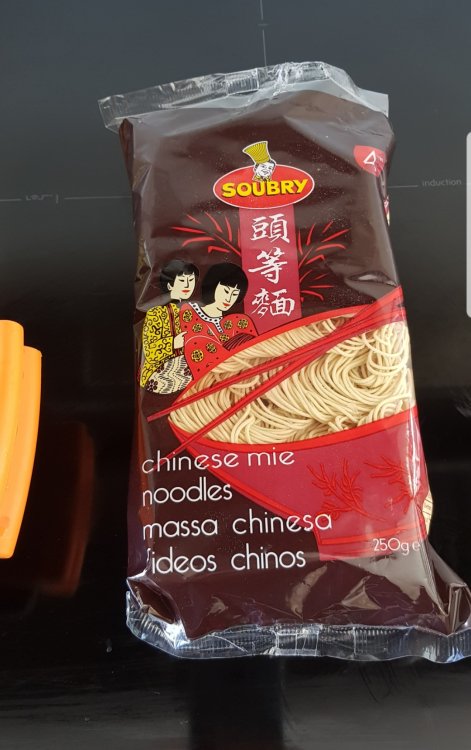 SOUBRY
頭等麵
induction
chinese mie
noodles
massa chinesa
fideos chinos
250g e